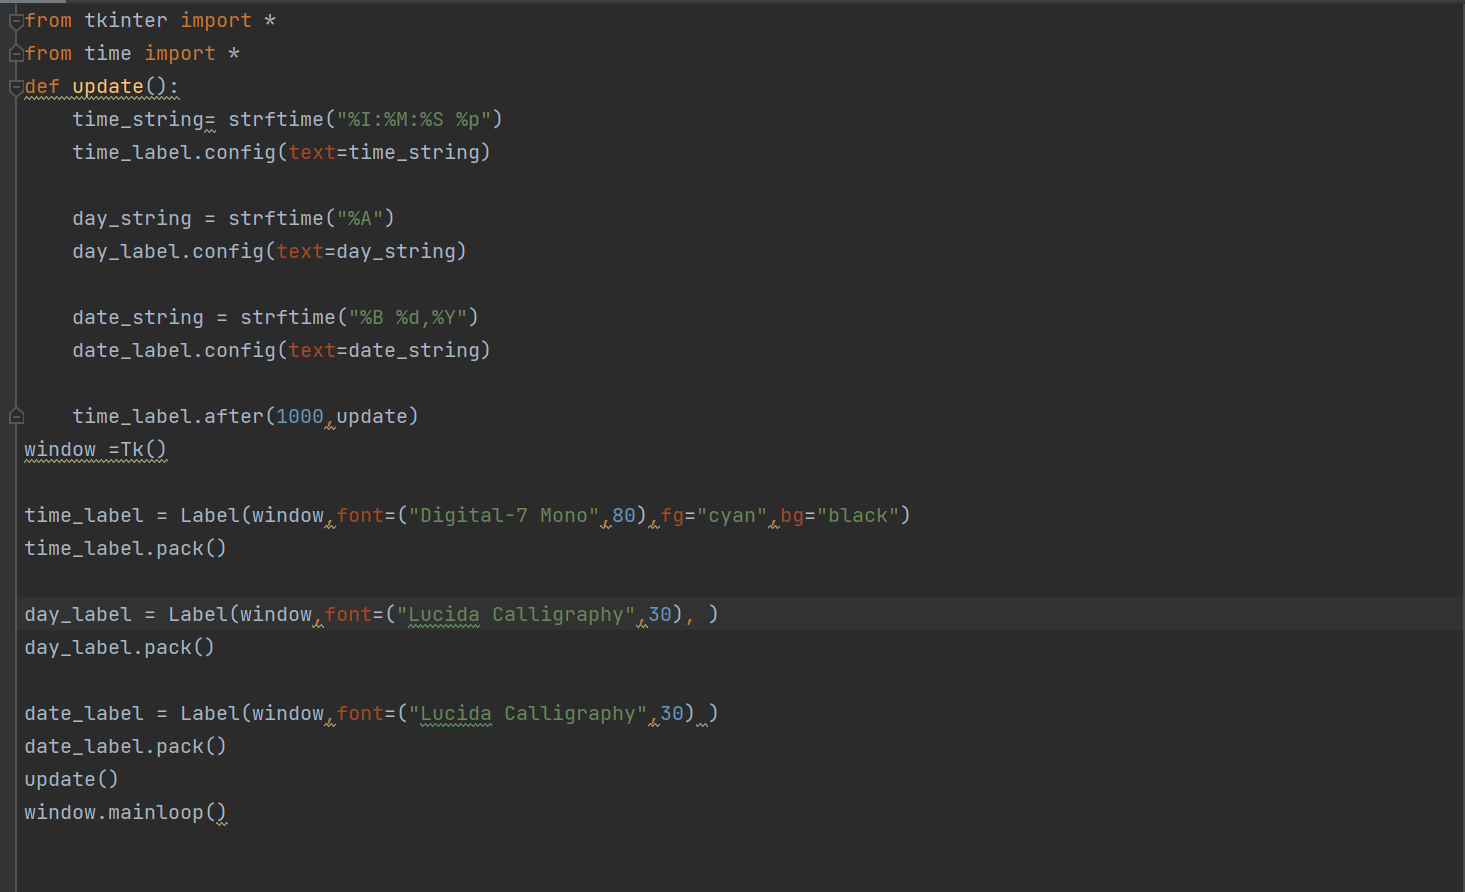 from tkinter import *
from time import *
def update():
    time_string= strftime("%I:%M:%S %p")
    time_label.config(text=time_string)

    day_string = strftime("%A")
    day_label.config(text=day_string)

    date_string = strftime("%B %d,%Y")
    date_label.config(text=date_string)

    time_label.after(1000,update)
window =Tk()

time_label = Label(window,font=("Digital-7 Mono",80),fg="cyan",bg="black")
time_label.pack()

day_label = Label(window,font=("Lucida Calligraphy",30), )
day_label.pack()

date_label = Label(window,font=("Lucida Calligraphy",30) )
date_label.pack()
update()
window.mainloop()